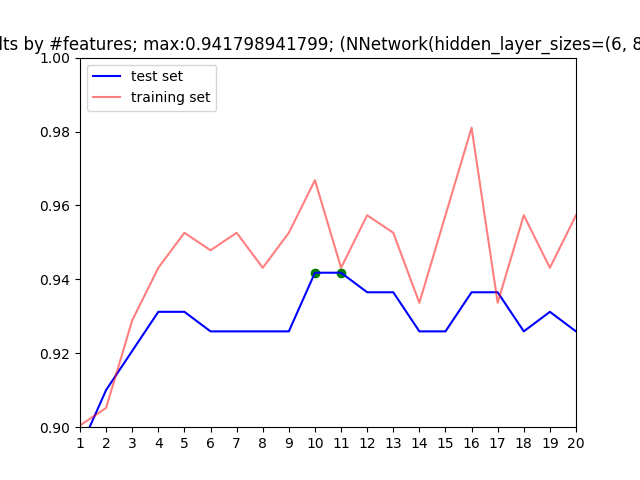 lts by #features; max:0.941798941799; (NNetwork(hidden_layer_sizes=(6, 8
1.00
0.98
0.96
0.94
0.92
0.90
test set
training set
1 2 3 4 5 6 7 8 9 10 11 12 13 14 15 16 17 18 19 20